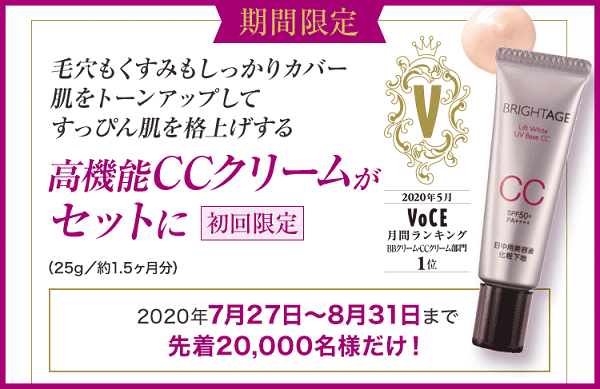 期間限定
毛穴もくすみもしっかりカバー
肌をトーンアップして
すっぴん肌を格上げする
高機能CCクリームが
セットに 初回限定
(25g/約1.5ヶ月分)
V
2020年5月
VoCE
月間ランキング
BBクリーム・CCクリーム部門
1位
BRIGHTAGE
Lift White
UV Base CC
CC
SPF50+
PA++++
日中用美容液
化粧下地
2020年7月27日〜8月31日まで
先着20,000名様だけ!